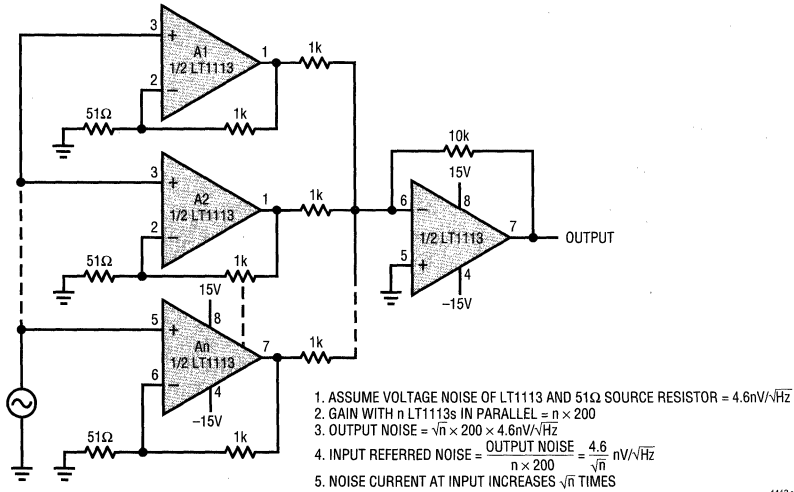 3
A1
1
1k
1/2 LT1113
2
51Ω
1k
3
A2
1
1k
1/2 LT1113
2
51Ω
1k
15V
5
8
An
7
1k
1/2 LT1113
6
4
-15V
51Ω
1k
10k
15V
6
8
7
1/2 LT1113
OUTPUT
5
4
-15V
1. ASSUME VOLTAGE NOISE OF LT1113 AND 51Ω SOURCE RESISTOR = 4.6nV/√Hz
2. GAIN WITH n LT1113s IN PARALLEL = n × 200
3. OUTPUT NOISE = √n × 200 × 4.6nV/√Hz
4. INPUT REFERRED NOISE = OUTPUT NOISE / n × 200 = 4.6 / √n nV/√Hz
5. NOISE CURRENT AT INPUT INCREASES √n TIMES